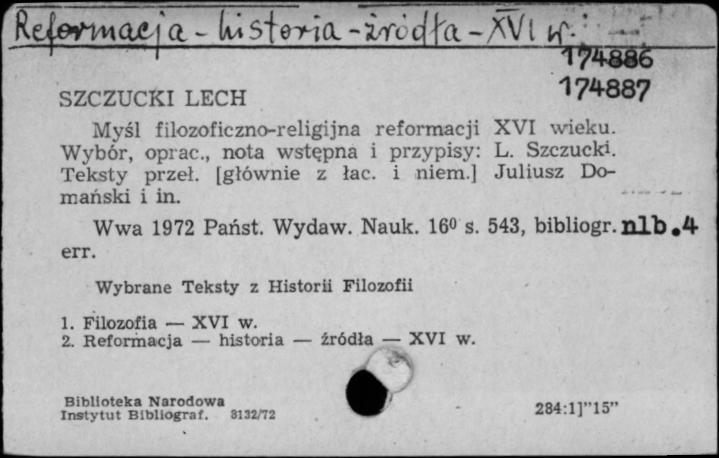 Reformacja - historia - źródła - XVI w.
174886
174887
SZCZUCKI LECH
Myśl filozoficzno-religijna reformacji XVI wieku.
Wybór, oprac., nota wstępna i przypisy: L. Szczucki.
Teksty przeł. [głównie z łac. i niem.] Juliusz Do-
mański i in.
Wwa 1972 Państ. Wydaw. Nauk. 16⁰ s. 543, bibliogr. nlb.4
err.
Wybrane Teksty z Historii Filozofii
1. Filozofia — XVI w.
2. Reformacja — historia — źródła — XVI w.
Biblioteka Narodowa
Instytut Bibliograf. 3132/72
284:1]"15"